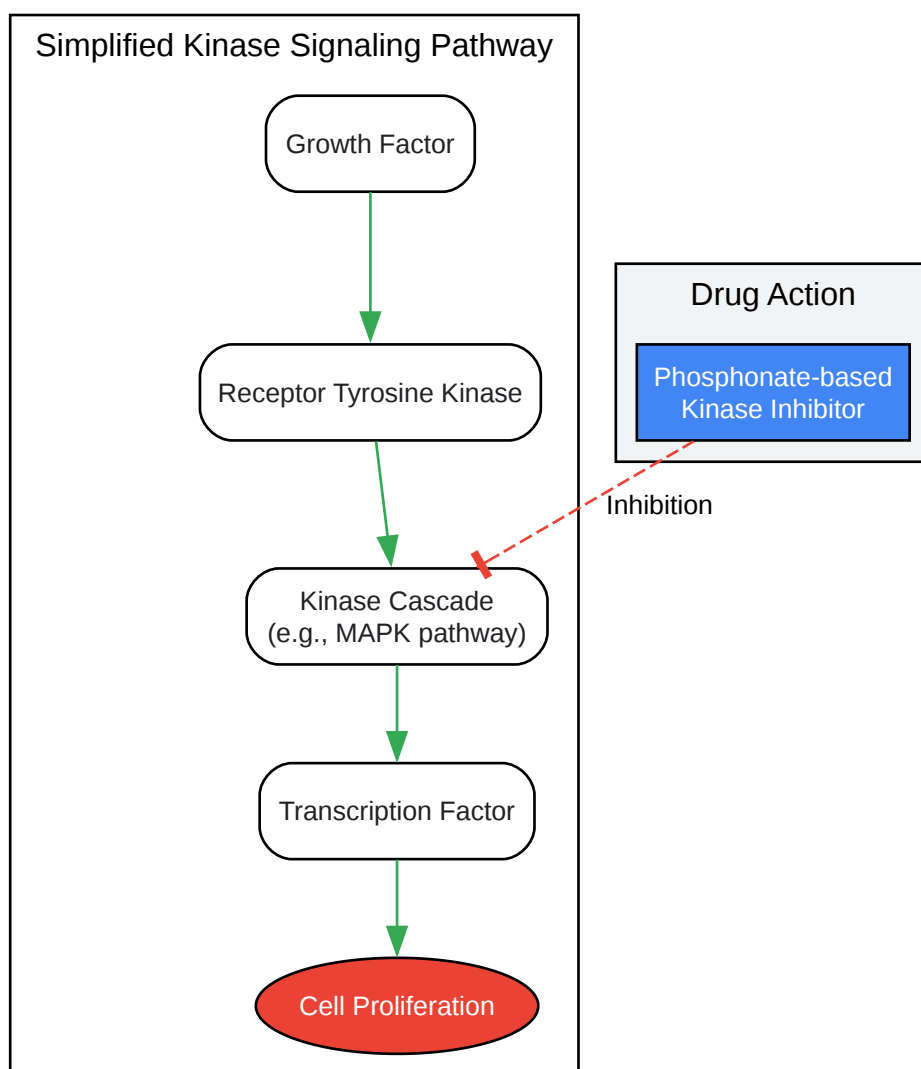 Simplified Kinase Signaling Pathway
Growth Factor
Receptor Tyrosine Kinase
Kinase Cascade
(e.g., MAPK pathway)
Transcription Factor
Cell Proliferation
Drug Action
Phosphonate-based
Kinase Inhibitor
Inhibition